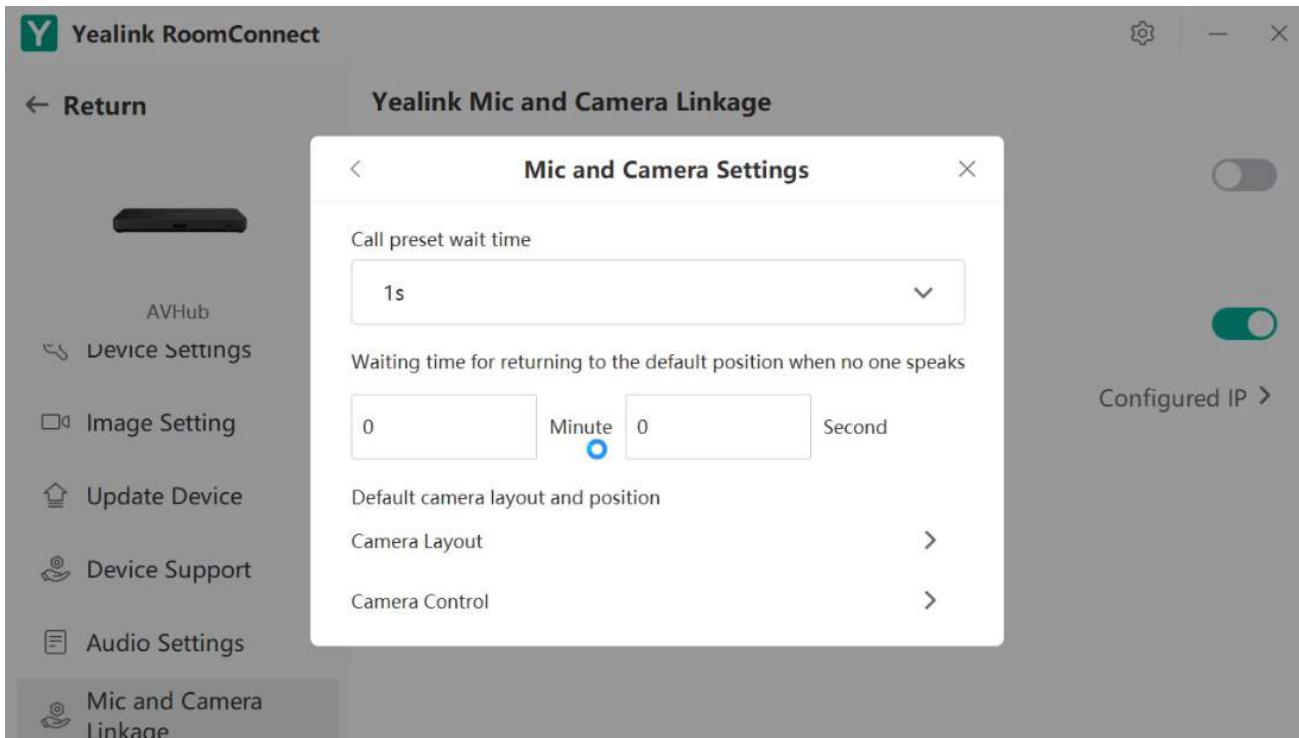 Y Yealink RoomConnect
Return
AVHub
Device Settings
Image Setting
Update Device
Device Support
Audio Settings
Mic and Camera
Linkage
Yealink Mic and Camera Linkage
Configured IP
Mic and Camera Settings
Call preset wait time
1s
Waiting time for returning to the default position when no one speaks
0 Minute 0 Second
Default camera layout and position
Camera Layout
Camera Control